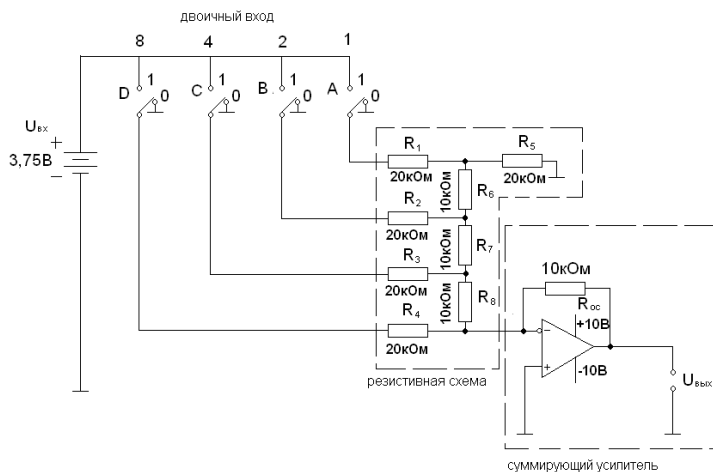 двоичный вход
8 4 2 1
D 1 0 C 1 0 B 1 0 A 1 0
Uвх
+
3,75В
−
R1
20кОм
R5
20кОм
10кОм
R6
R2
20кОм
10кОм
R7
R3
20кОм
10кОм
R8
R4
20кОм
резистивная схема
10кОм
Rос
+10В
−
+
-10В
Uвых
суммирующий усилитель